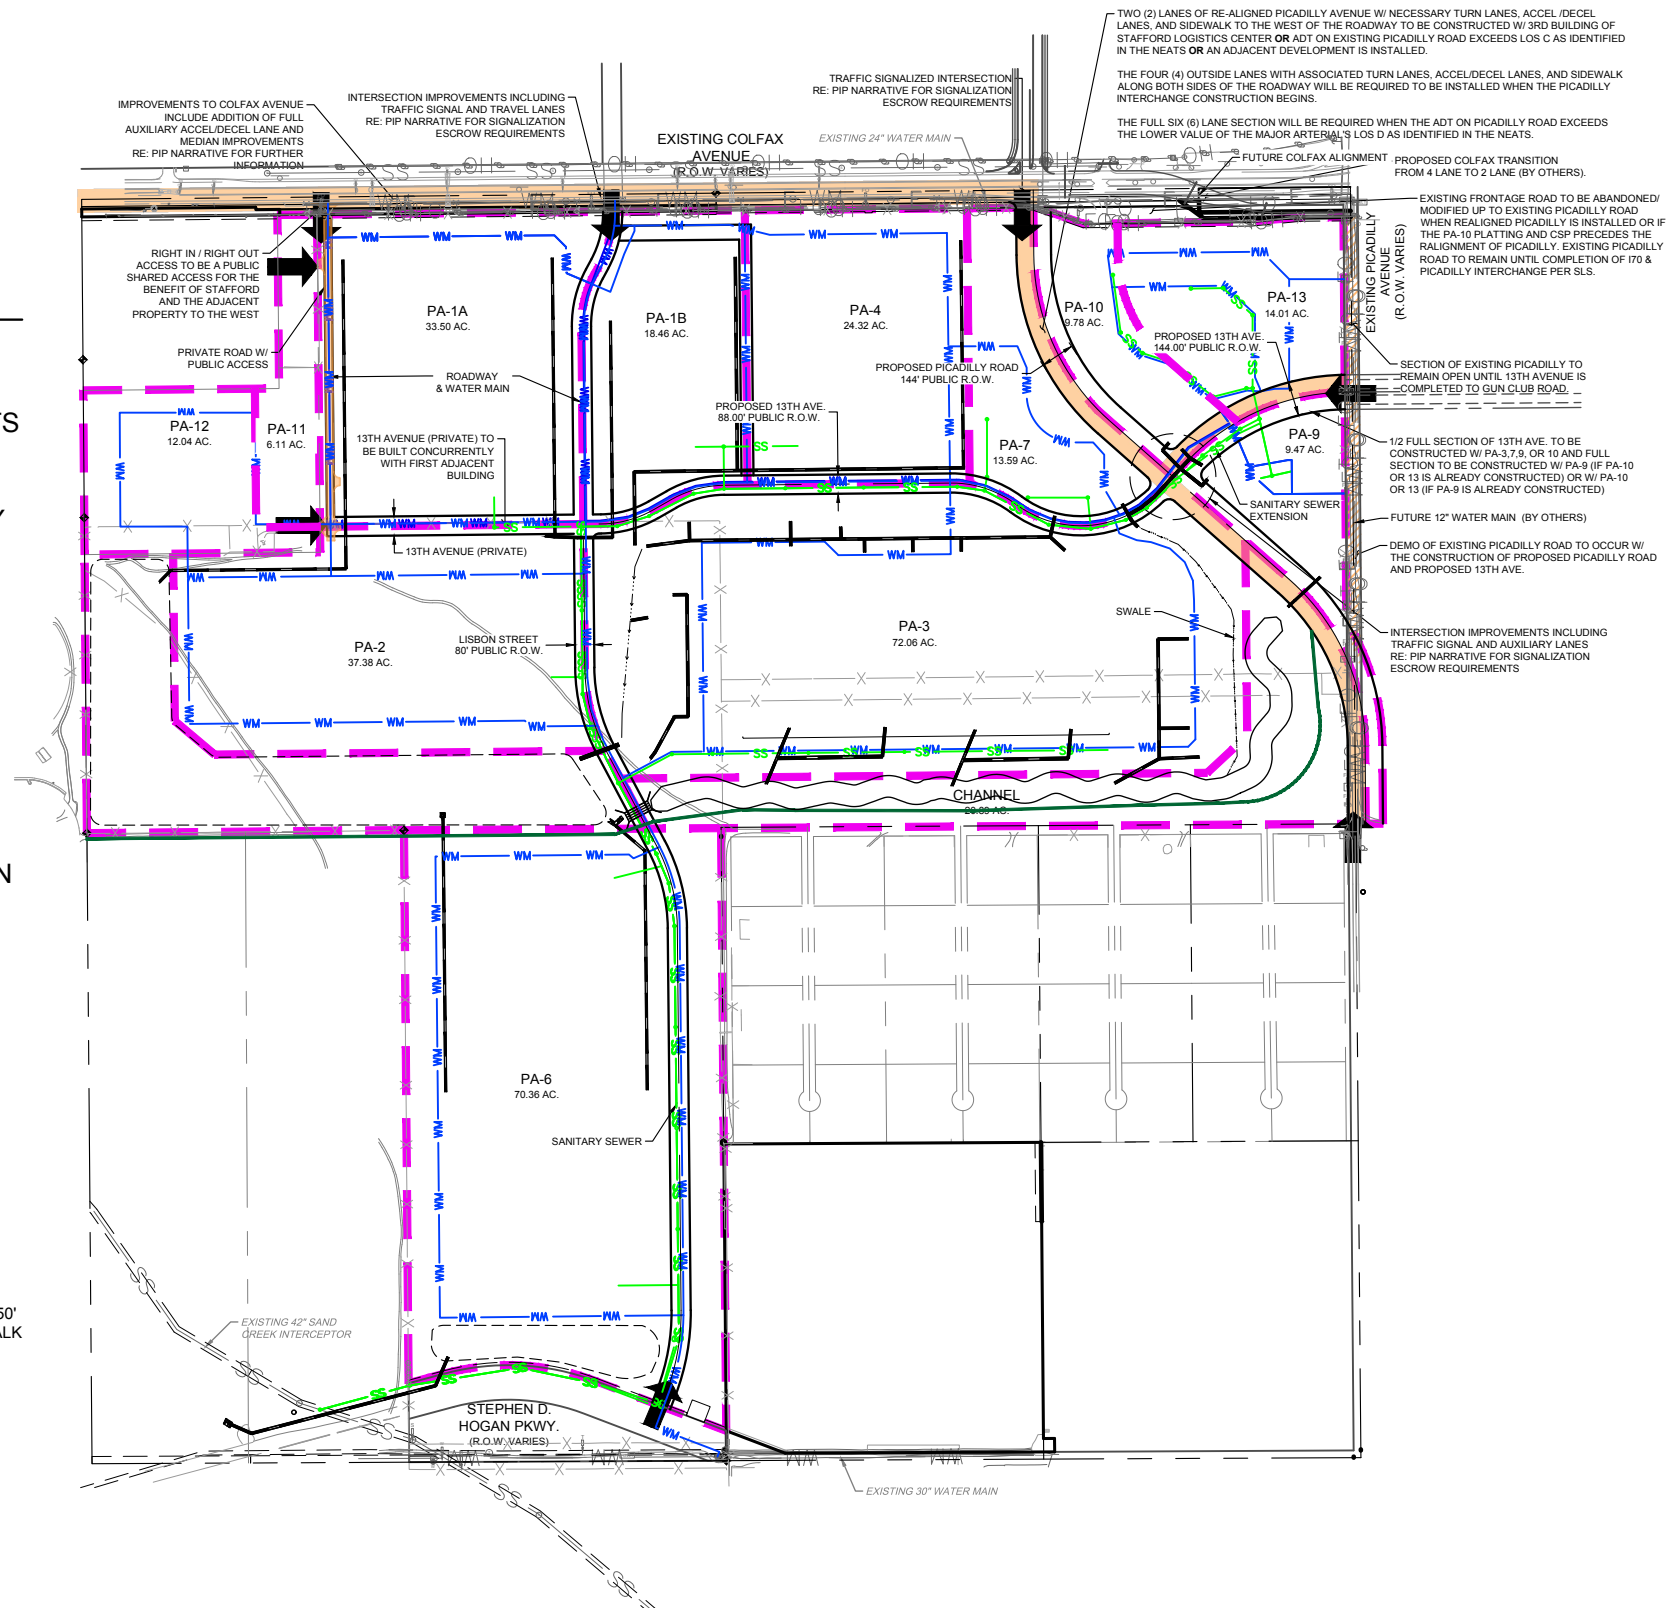 TWO (2) LANES OF RE-ALIGNED PICADILLY AVENUE W/ NECESSARY TURN LANES, ACCEL /DECEL
LANES, AND SIDEWALK TO THE WEST OF THE ROADWAY TO BE CONSTRUCTED W/ 3RD BUILDING OF
STAFFORD LOGISTICS CENTER OR ADT ON EXISTING PICADILLY ROAD EXCEEDS LOS C AS IDENTIFIED
IN THE NEATS OR AN ADJACENT DEVELOPMENT IS INSTALLED.
THE FOUR (4) OUTSIDE LANES WITH ASSOCIATED TURN LANES, ACCEL/DECEL LANES, AND SIDEWALK
ALONG BOTH SIDES OF THE ROADWAY WILL BE REQUIRED TO BE INSTALLED WHEN THE PICADILLY
INTERCHANGE CONSTRUCTION BEGINS.
THE FULL SIX (6) LANE SECTION WILL BE REQUIRED WHEN THE ADT ON PICADILLY ROAD EXCEEDS
THE LOWER VALUE OF THE MAJOR ARTERIAL'S LOS D AS IDENTIFIED IN THE NEATS.
TRAFFIC SIGNALIZED INTERSECTION
RE: PIP NARRATIVE FOR SIGNALIZATION
ESCROW REQUIREMENTS
INTERSECTION IMPROVEMENTS INCLUDING
TRAFFIC SIGNAL AND TRAVEL LANES
RE: PIP NARRATIVE FOR SIGNALIZATION
ESCROW REQUIREMENTS
IMPROVEMENTS TO COLFAX AVENUE
INCLUDE ADDITION OF FULL
AUXILIARY ACCEL/DECEL LANE AND
MEDIAN IMPROVEMENTS
RE: PIP NARRATIVE FOR FURTHER
INFORMATION
EXISTING COLFAX
AVENUE
(R.O.W. VARIES)
EXISTING 24" WATER MAIN
FUTURE COLFAX ALIGNMENT
PROPOSED COLFAX TRANSITION
FROM 4 LANE TO 2 LANE (BY OTHERS).
EXISTING FRONTAGE ROAD TO BE ABANDONED/
MODIFIED UP TO EXISTING PICADILLY ROAD
WHEN REALIGNED PICADILLY IS INSTALLED OR IF
THE PA-10 PLATTING AND CSP PRECEDES THE
RALIGNMENT OF PICADILLY. EXISTING PICADILLY
ROAD TO REMAIN UNTIL COMPLETION OF I70 &
PICADILLY INTERCHANGE PER SLS.
EXISTING PICADILLY
AVENUE
(R.O.W. VARIES)
RIGHT IN / RIGHT OUT
ACCESS TO BE A PUBLIC
SHARED ACCESS FOR THE
BENEFIT OF STAFFORD
AND THE ADJACENT
PROPERTY TO THE WEST
PRIVATE ROAD W/
PUBLIC ACCESS
PA-1A
33.50 AC.
PA-1B
18.46 AC.
PA-4
24.32 AC.
PA-10
9.78 AC.
PA-13
14.01 AC.
PROPOSED 13TH AVE.
144.00' PUBLIC R.O.W.
PROPOSED PICADILLY ROAD
144' PUBLIC R.O.W.
ROADWAY
& WATER MAIN
SECTION OF EXISTING PICADILLY TO
REMAIN OPEN UNTIL 13TH AVENUE IS
COMPLETED TO GUN CLUB ROAD.
TS
PA-12
12.04 AC.
PA-11
6.11 AC.
13TH AVENUE (PRIVATE) TO
BE BUILT CONCURRENTLY
WITH FIRST ADJACENT
BUILDING
PROPOSED 13TH AVE.
88.00' PUBLIC R.O.W.
PA-7
13.59 AC.
PA-9
9.47 AC.
1/2 FULL SECTION OF 13TH AVE. TO BE
CONSTRUCTED W/ PA-3,7,9, OR 10 AND FULL
SECTION TO BE CONSTRUCTED W/ PA-9 (IF PA-10
OR 13 IS ALREADY CONSTRUCTED) OR W/ PA-10
OR 13 (IF PA-9 IS ALREADY CONSTRUCTED)
SANITARY SEWER
EXTENSION
FUTURE 12" WATER MAIN (BY OTHERS)
13TH AVENUE (PRIVATE)
DEMO OF EXISTING PICADILLY ROAD TO OCCUR W/
THE CONSTRUCTION OF PROPOSED PICADILLY ROAD
AND PROPOSED 13TH AVE.
PA-2
37.38 AC.
LISBON STREET
80' PUBLIC R.O.W.
PA-3
72.06 AC.
SWALE
INTERSECTION IMPROVEMENTS INCLUDING
TRAFFIC SIGNAL AND AUXILIARY LANES
RE: PIP NARRATIVE FOR SIGNALIZATION
ESCROW REQUIREMENTS
CHANNEL
PA-6
70.36 AC.
SANITARY SEWER
EXISTING 42" SAND
CREEK INTERCEPTOR
STEPHEN D.
HOGAN PKWY.
(R.O.W. VARIES)
EXISTING 30" WATER MAIN